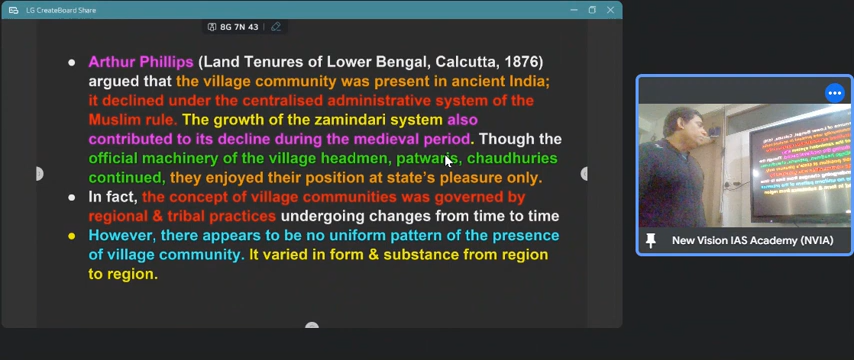 LG CreateBoard Share
8G 7N 43
• Arthur Phillips (Land Tenures of Lower Bengal, Calcutta, 1876)
argued that the village community was present in ancient India;
it declined under the centralised administrative system of the
Muslim rule. The growth of the zamindari system also
contributed to its decline during the medieval period. Though the
official machinery of the village headmen, patwaris, chaudhuries
continued, they enjoyed their position at state's pleasure only.
• In fact, the concept of village communities was governed by
regional & tribal practices undergoing changes from time to time
• However, there appears to be no uniform pattern of the presence
of village community. It varied in form & substance from region
to region.
New Vision IAS Academy (NVIA)